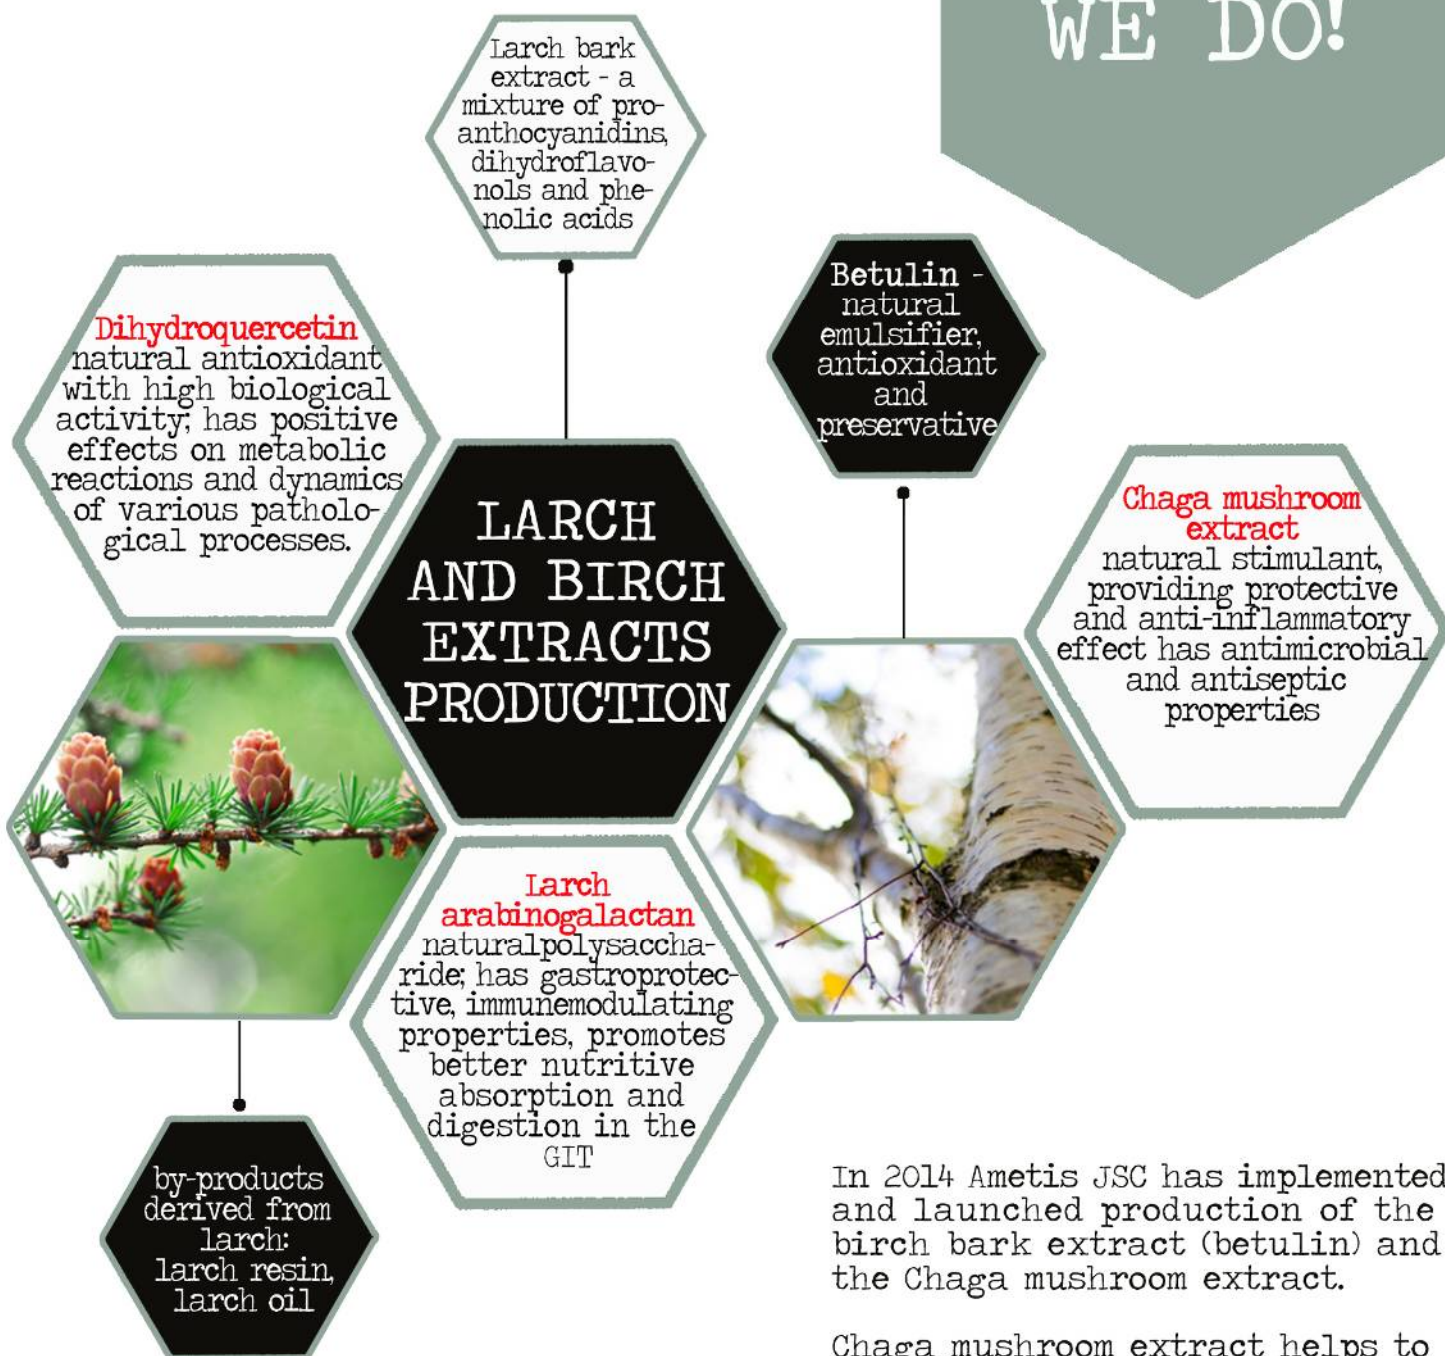 WE DO!
Larch bark
extract - a
mixture of pro-
anthocyanidins,
dihydroflavo-
nols and phe-
nolic acids
Betulin -
natural
emulsifier,
antioxidant
and
preservative
Dihydroquercetin
natural antioxidant
with high biological
activity; has positive
effects on metabolic
reactions and dynamics
of various patholo-
gical processes.
LARCH
AND BIRCH
EXTRACTS
PRODUCTION
Chaga mushroom
extract
natural stimulant,
providing protective
and anti-inflammatory
effect has antimicrobial
and antiseptic
properties
Larch
arabinogalactan
naturalpolysaccha-
ride; has gastroprotec-
tive, immunemodulating
properties, promotes
better nutritive
absorption and
digestion in the
GIT
by-products
derived from
larch:
larch resin,
larch oil
In 2014 Ametis JSC has implemented
and launched production of the
birch bark extract (betulin) and
the Chaga mushroom extract.
Chaga mushroom extract helps to